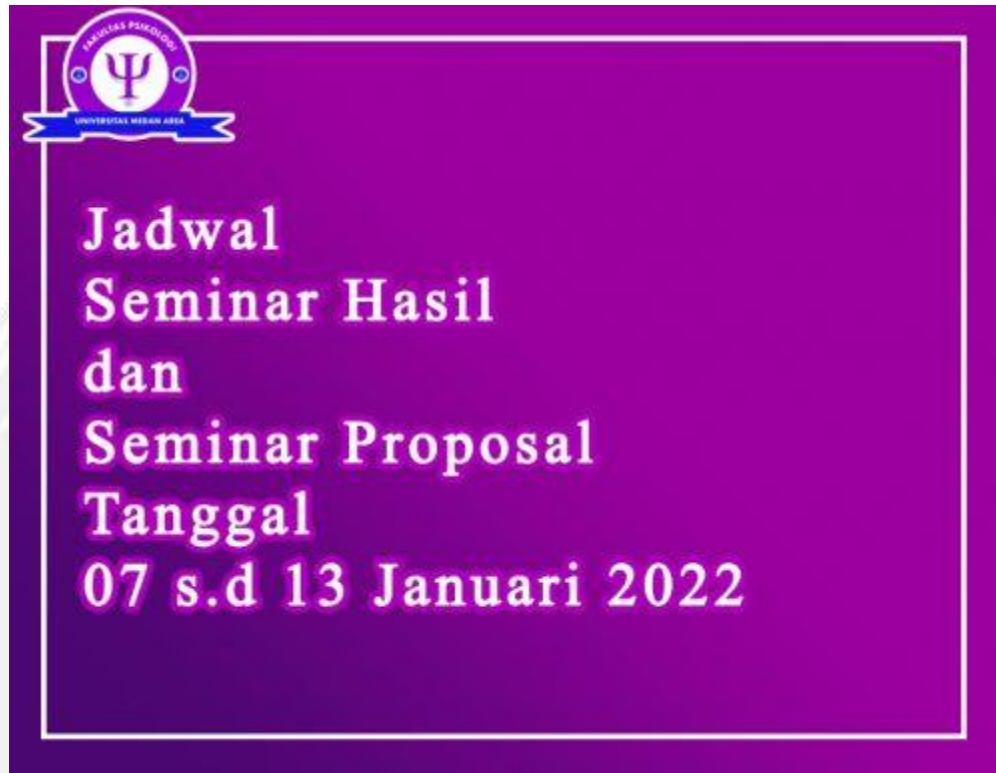 FAKULTAS PSIKOLOGI
UNIVERSITAS MEDAN AREA
Jadwal
Seminar Hasil
dan
Seminar Proposal
Tanggal
07 s.d 13 Januari 2022